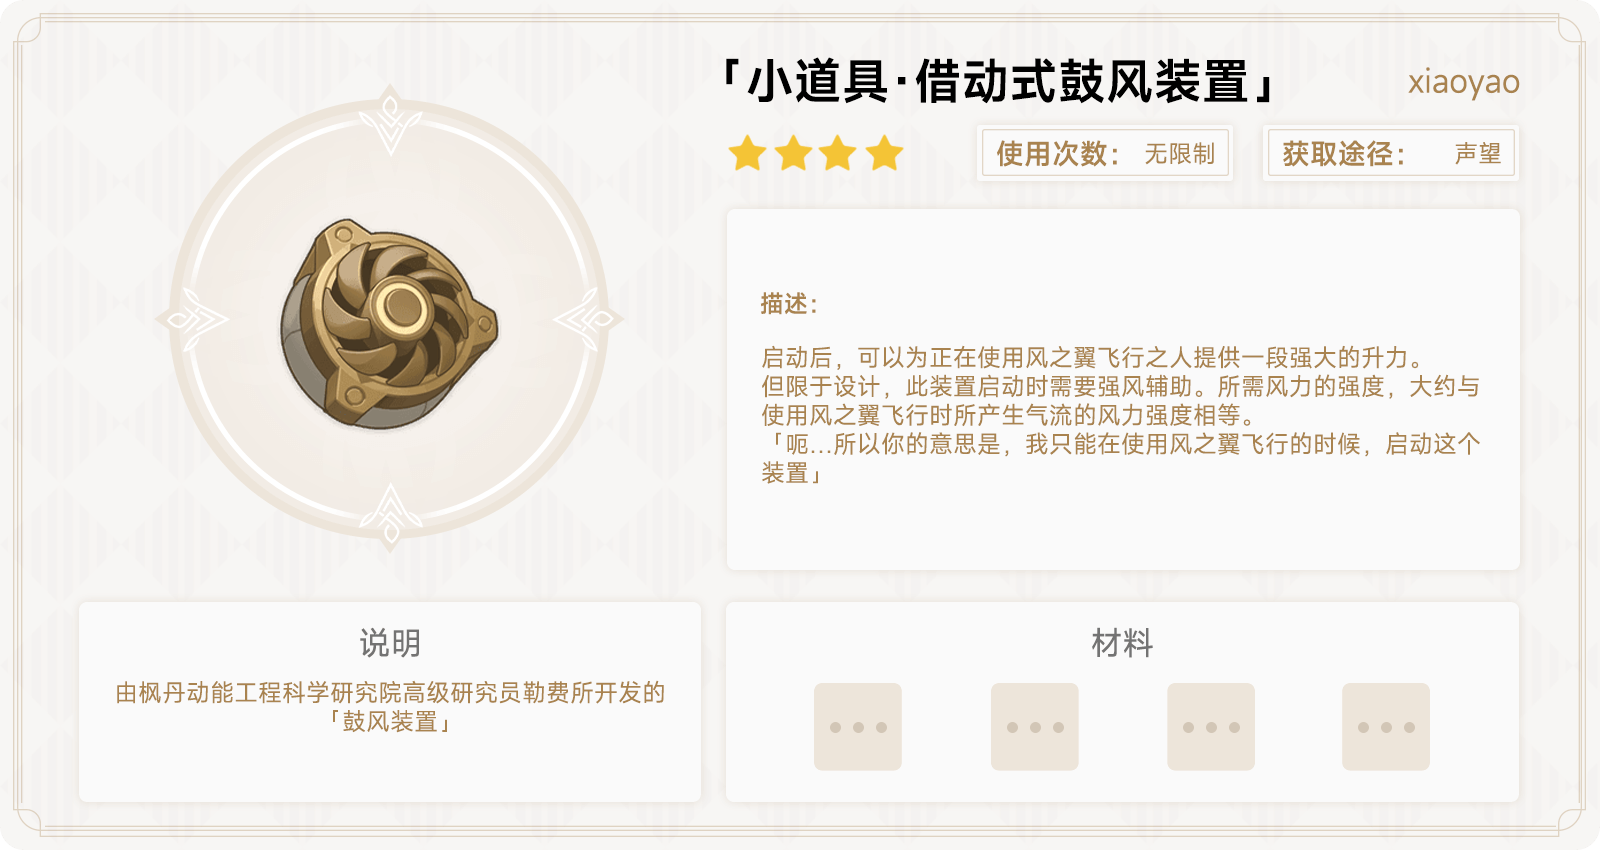 「小道具·借动式鼓风装置」
xiaoyao
使用次数： 无限制
获取途径： 声望
描述：
启动后，可以为正在使用风之翼飞行之人提供一段强大的升力。
但限于设计，此装置启动时需要强风辅助。所需风力的强度，大约与
使用风之翼飞行时所产生气流的风力强度相等。
「呃…所以你的意思是，我只能在使用风之翼飞行的时候，启动这个
装置」
说明
由枫丹动能工程科学研究院高级研究员勒费所开发的
「鼓风装置」
材料